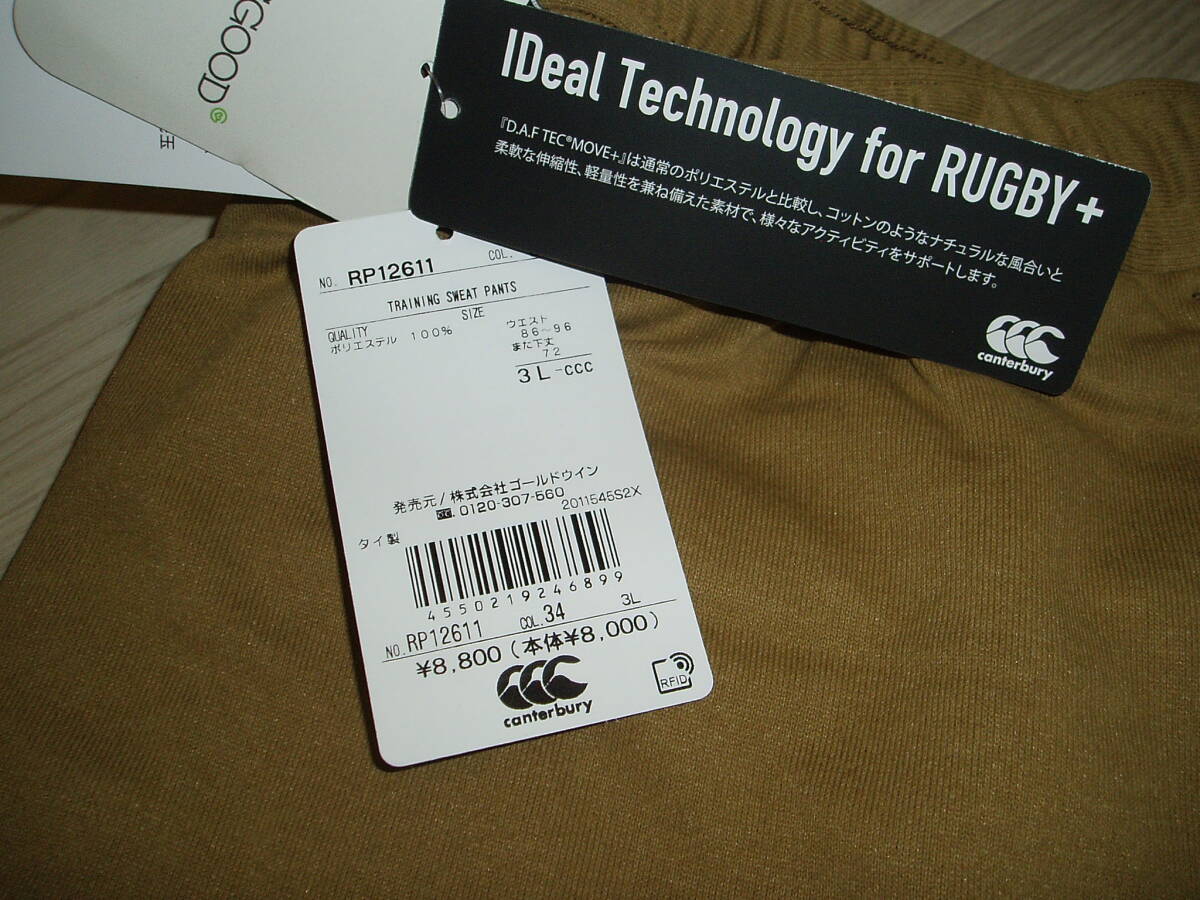 GOOD
IDeal Technology for RUGBY+
『D.A.F TEC®MOVE+』は通常のポリエステルと比較し、コットンのようなナチュラルな風合いと
柔軟な伸縮性、軽量性を兼ね備えた素材で、様々なアクティビティをサポートします。
canterbury
NO. RP12611 COL.
TRAINING SWEAT PANTS
QUALITY SIZE
ポリエステル 100%
ウエスト
86~96
また下丈
72
3L-CCC
発売元/株式会社ゴールドウイン
0120-307-560
2011545S2X
タイ製
4550219246899
NO. RP12611 COL. 34 3L
¥8,800(本体¥8,000)
canterbury
RFID